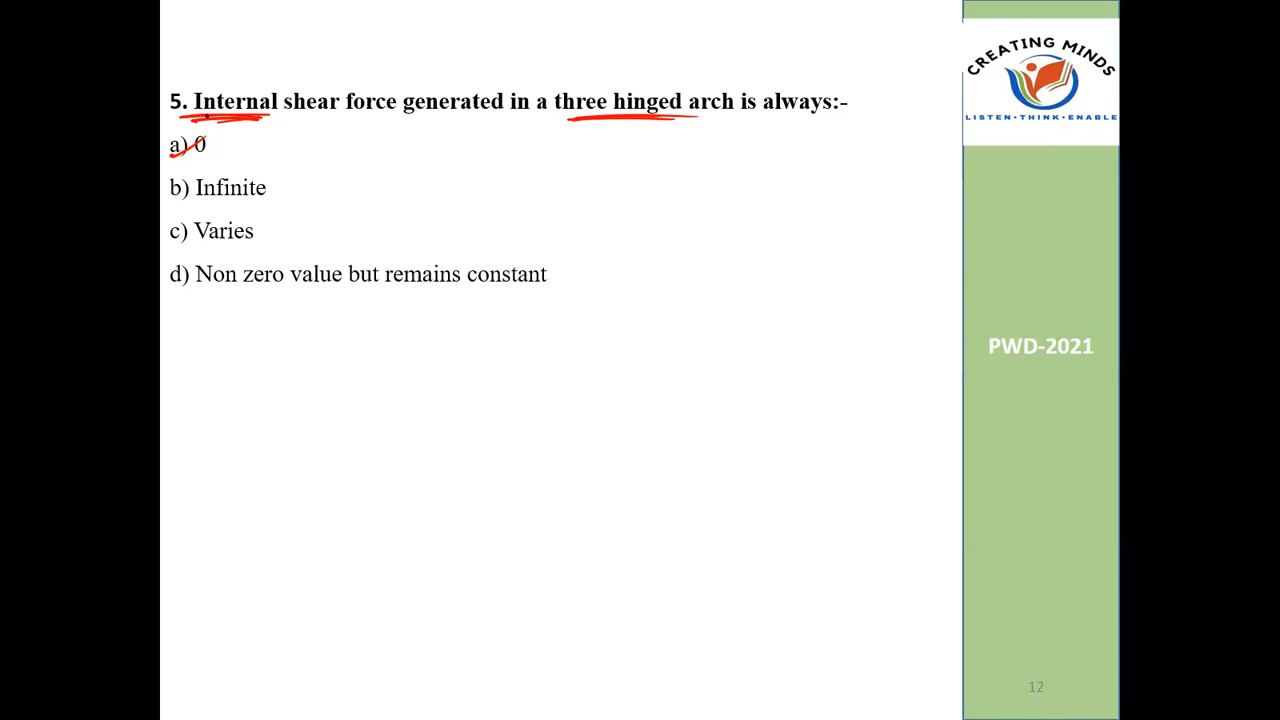 CREATING MINDS
LISTEN•THINK•ENABLE
5. Internal shear force generated in a three hinged arch is always:-
a) 0
b) Infinite
c) Varies
d) Non zero value but remains constant
PWD-2021
12